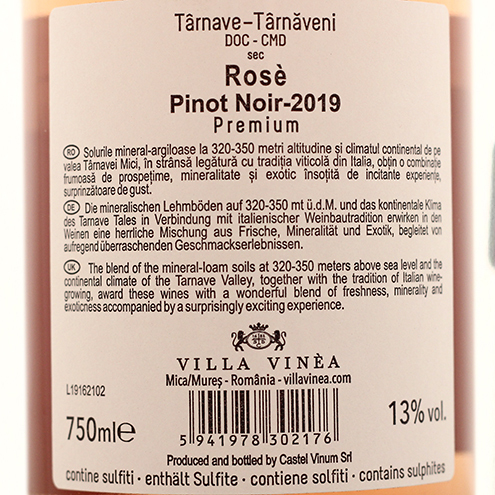 Târnave-Târnăveni
DOC - CMD
sec
Rosè
Pinot Noir-2019
Premium
RO Solurile mineral-argiloase la 320-350 metri altitudine și climatul continental de pe
valea Târnavei Mici, în strânsă legătură cu tradiția viticolă din Italia, obțin o combinație
frumoasă de prospețime, mineralitate și exotic însoțită de incitante experiențe,
surprinzătoare de gust.
DE Die mineralischen Lehmböden auf 320-350 mt ü.d.M. und das kontinentale Klima
des Tarnave Tales in Verbindung mit italienischer Weinbautradition erwirken in den
Weinen eine herrliche Mischung aus Frische, Mineralität und Exotik, begleitet von
aufregend überraschenden Geschmackserlebnissen.
UK The blend of the mineral-loam soils at 320-350 meters above sea level and the
continental climate of the Tarnave Valley, together with the tradition of Italian wine-
growing, award these wines with a wonderful blend of freshness, minerality and
exoticness accompanied by a surprisingly exciting experience.
VILLA VINÈA
Mica/Mureș - România - villavinea.com
L19162102
750ml e
13% vol.
5 941978 302176
Produced and bottled by Castel Vinum Srl
contine sulfiti - enthält Sulfite - contiene solfiti - contains sulphites